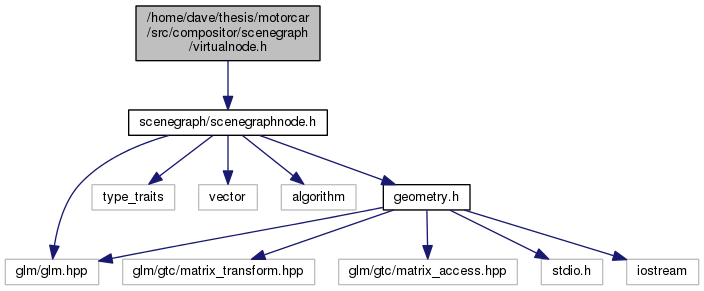 /home/dave/thesis/motorcar
/src/compositor/scenegraph
/virtualnode.h
scenegraph/scenegraphnode.h
type_traits
vector
algorithm
geometry.h
glm/glm.hpp
glm/gtc/matrix_transform.hpp
glm/gtc/matrix_access.hpp
stdio.h
iostream